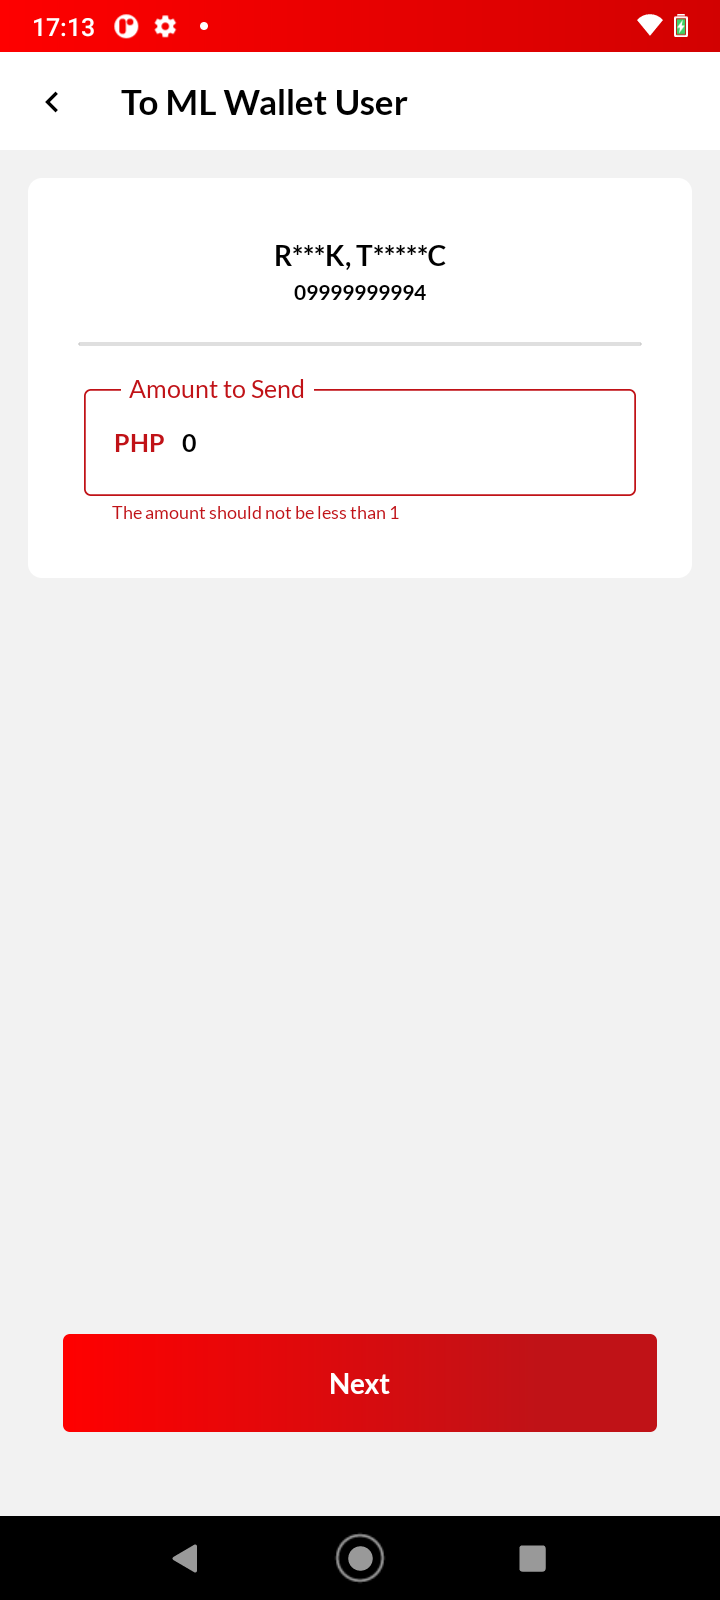 17:13
To ML Wallet User
R***K, T*****C
09999999994
Amount to Send
PHP 0
The amount should not be less than 1
Next